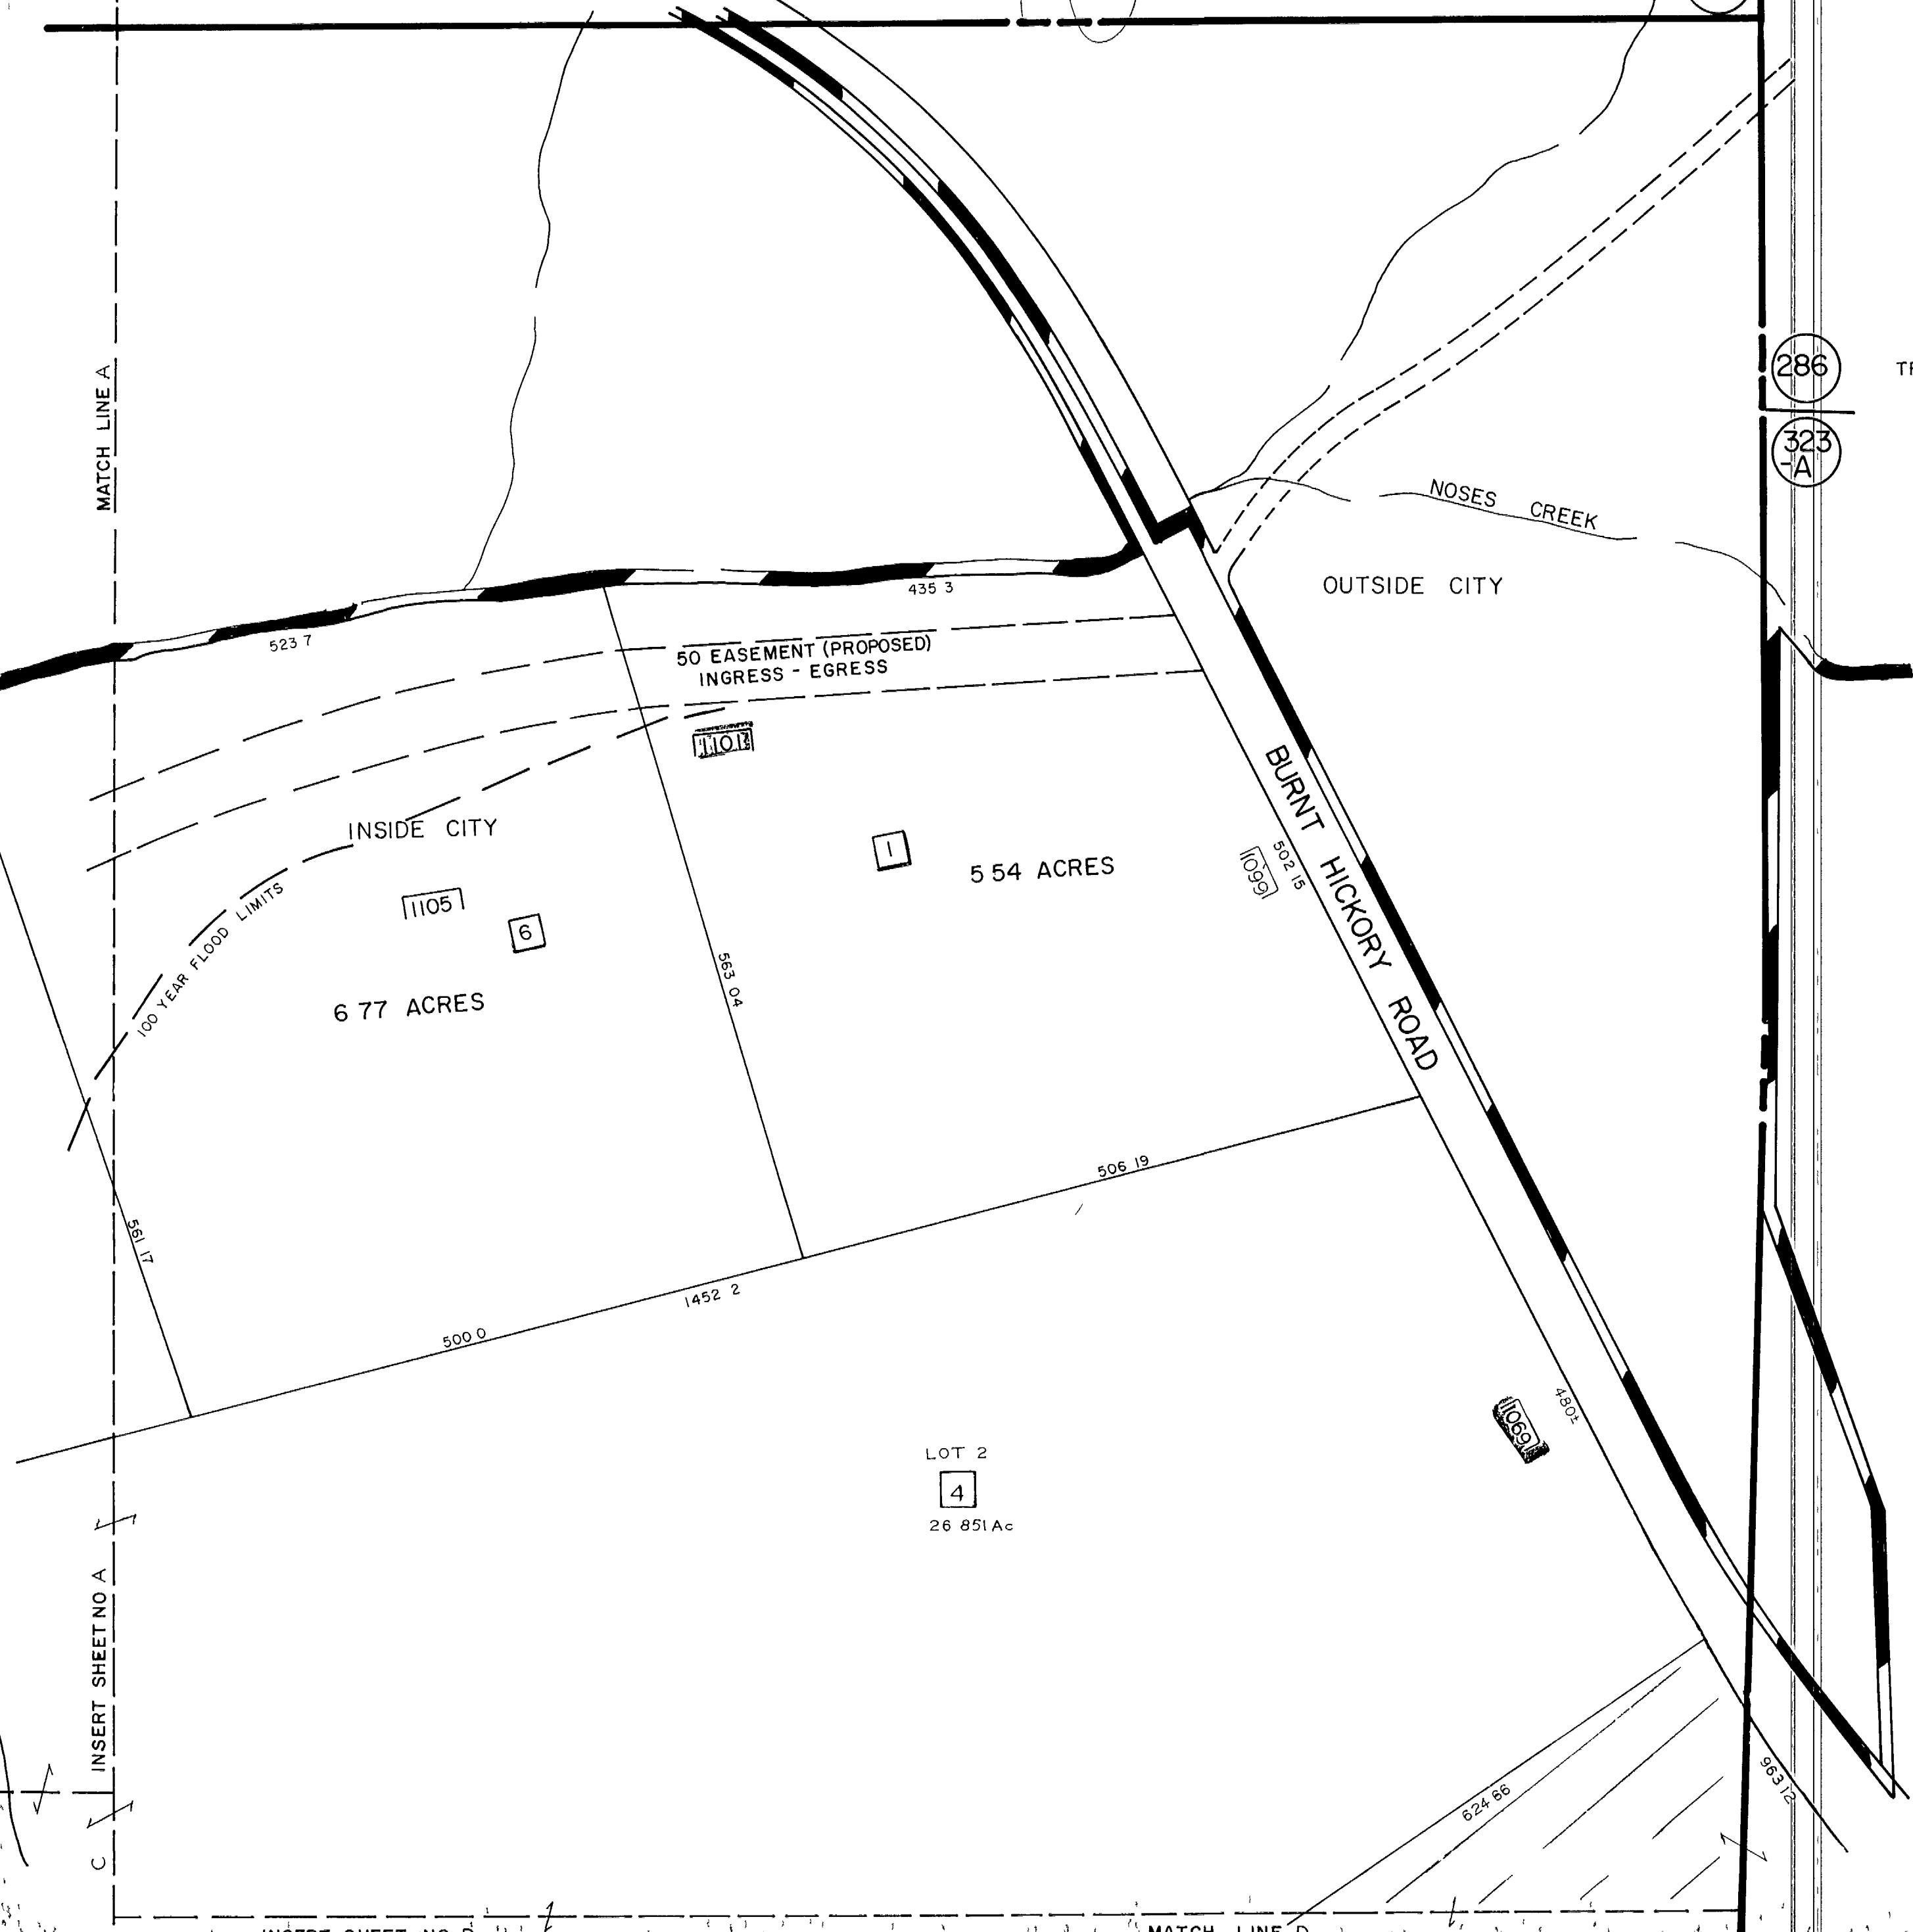 MATCH LINE A
286
323
-A
NOSES CREEK
OUTSIDE CITY
435 3
523 7
50 EASEMENT (PROPOSED)
INGRESS - EGRESS
1101
INSIDE CITY
1
5 54 ACRES
1099
502 15
BURNT HICKORY ROAD
100 YEAR FLOOD LIMITS
1105
6
6 77 ACRES
563 04
506 19
561 17
1452 2
500 0
480±
1069
LOT 2
4
26 851 Ac
INSERT SHEET NO A
624 66
963 12
C
MATCH LINE D